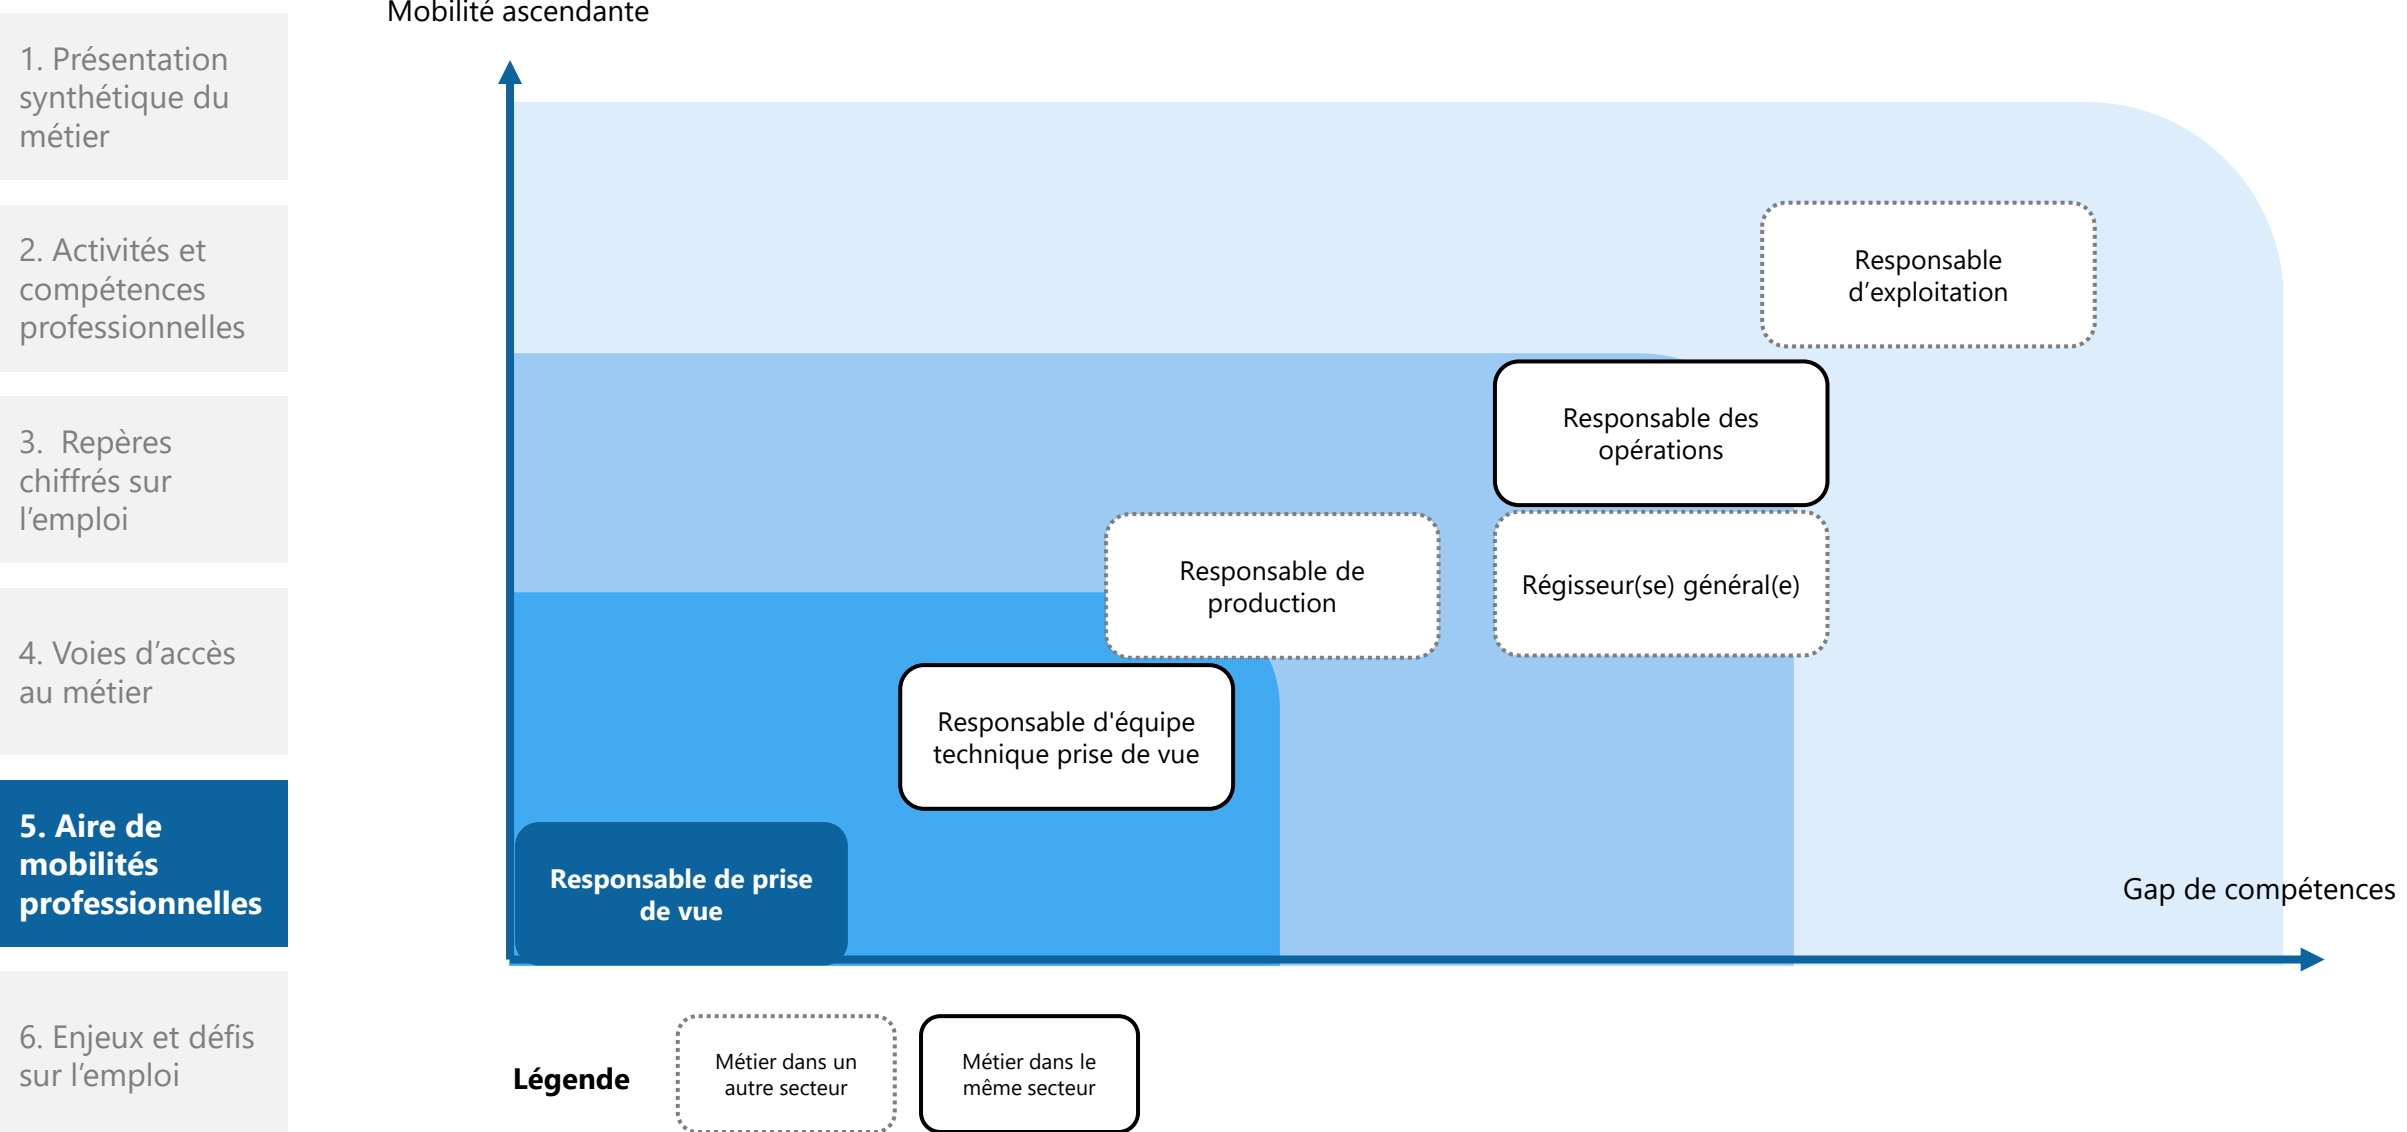 Mobilité ascendante
1. Présentation
synthétique du
métier
2. Activités et
compétences
professionnelles
3.  Repères
chiffrés sur
l’emploi
4. Voies d’accès
au métier
5. Aire de
mobilités
professionnelles
6. Enjeux et défis
sur l’emploi
Responsable
d’exploitation
Responsable des
opérations
Responsable de
production
Régisseur(se) général(e)
Responsable d'équipe
technique prise de vue
Responsable de prise
de vue
Gap de compétences
Légende
Métier dans un
autre secteur
Métier dans le
même secteur